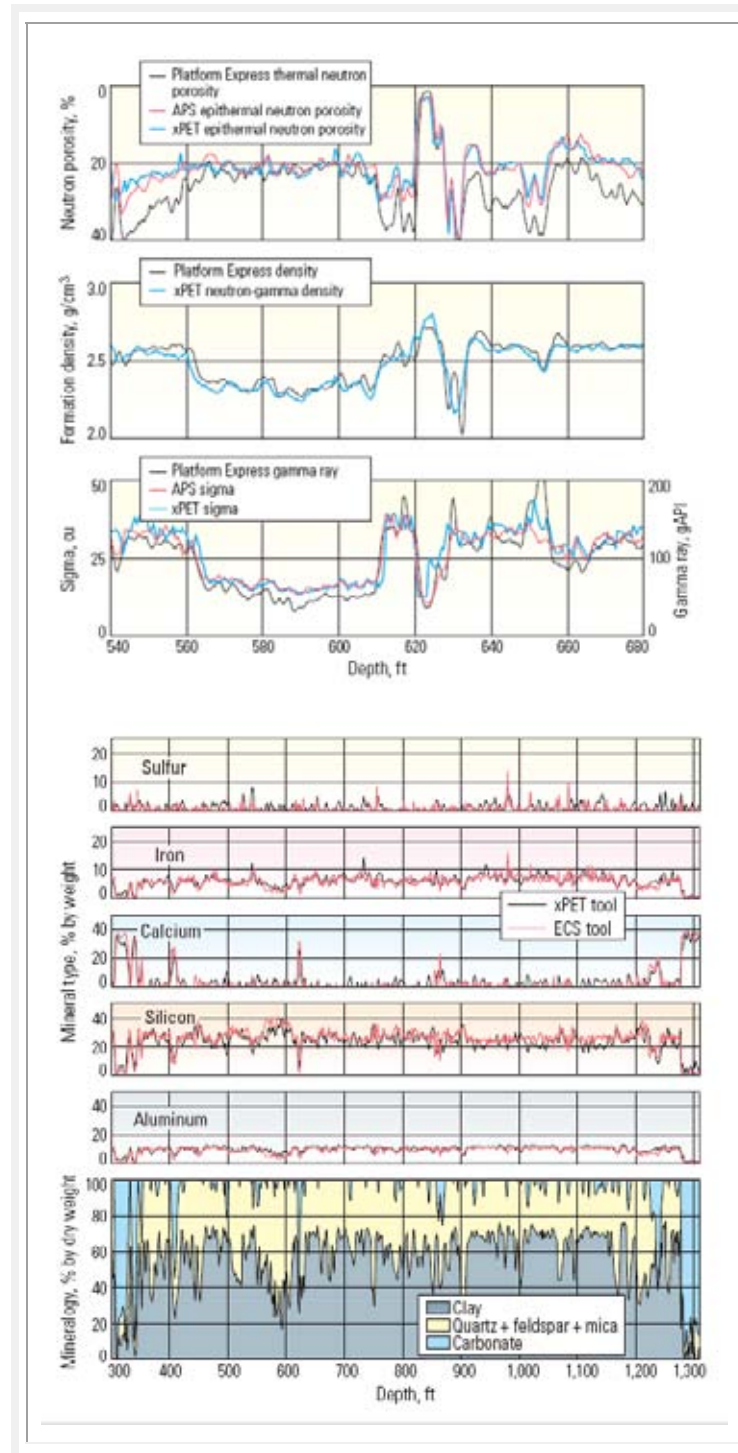 Platform Express thermal neutron
porosity
APS epithermal neutron porosity
xPET epithermal neutron porosity
Neutron porosity, %
0
20
40
Platform Express density
xPET neutron-gamma density
Formation density, g/cm³
3.0
2.5
2.0
Platform Express gamma ray
APS sigma
xPET sigma
Sigma, cu
50
25
0
200
100
0
Gamma ray, gAPI
540 560 580 600 620 640 660 680
Depth, ft
Mineral type, % by weight
20
10
0
Sulfur
20
10
0
Iron
xPET tool
ECS tool
40
20
0
Calcium
40
20
0
Silicon
40
20
0
Aluminum
Mineralogy, % by dry weight
100
80
60
40
20
0
Clay
Quartz + feldspar + mica
Carbonate
300 400 500 600 700 800 900 1,000 1,100 1,200 1,300
Depth, ft